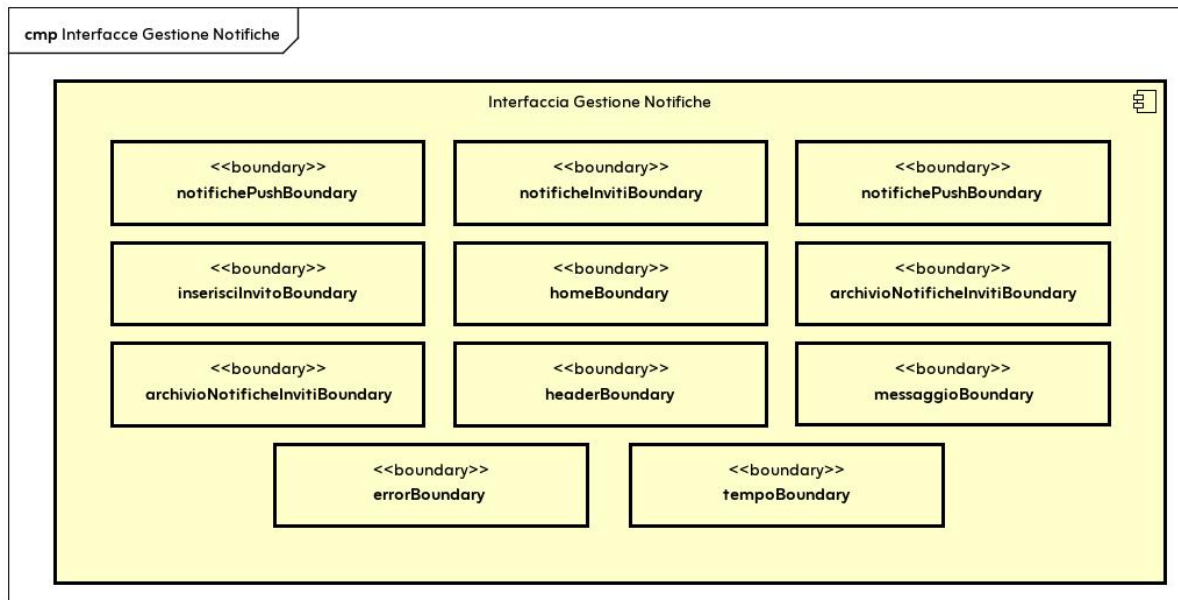 cmp Interfacce Gestione Notifiche
Interfaccia Gestione Notifiche
<<boundary>>
notifichePushBoundary
<<boundary>>
notificheInvitiBoundary
<<boundary>>
notifichePushBoundary
<<boundary>>
inserisciInvitoBoundary
<<boundary>>
homeBoundary
<<boundary>>
archivioNotificheInvitiBoundary
<<boundary>>
archivioNotificheInvitiBoundary
<<boundary>>
headerBoundary
<<boundary>>
messaggioBoundary
<<boundary>>
errorBoundary
<<boundary>>
tempoBoundary